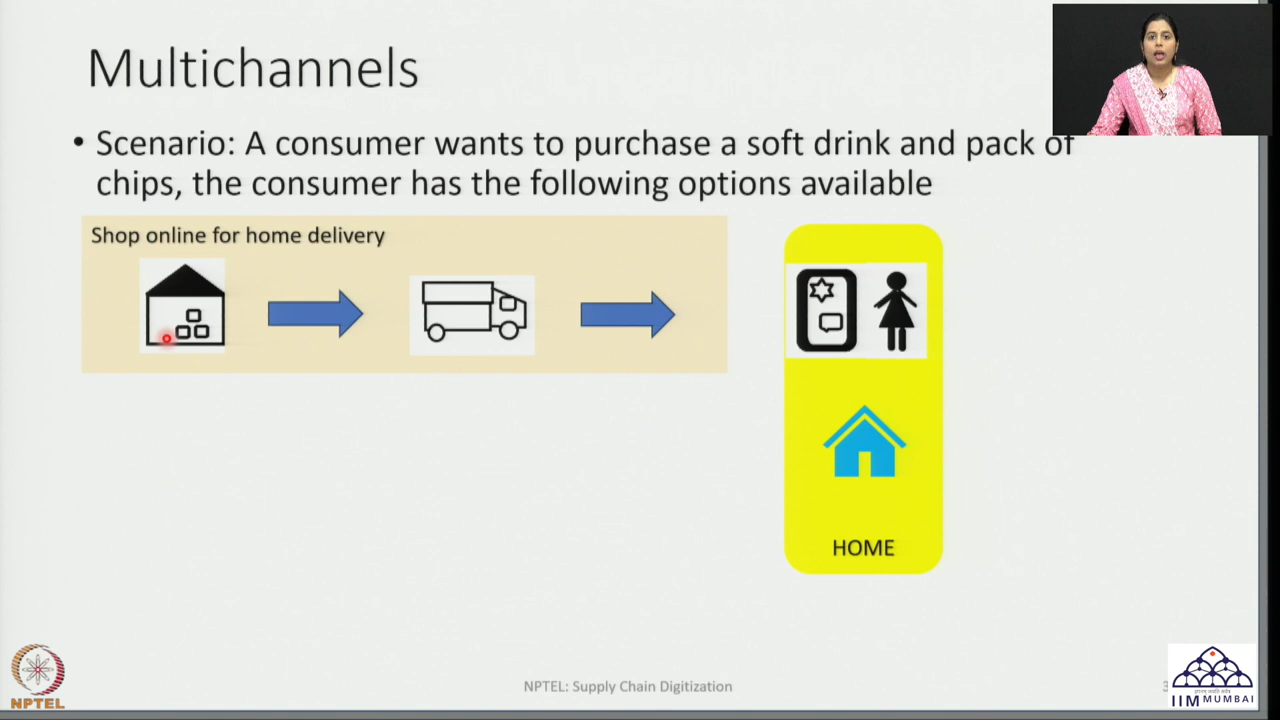 Multichannels
• Scenario: A consumer wants to purchase a soft drink and pack of
chips, the consumer has the following options available
Shop online for home delivery
HOME
NPTEL
NPTEL: Supply Chain Digitization
IIM MUMBAI